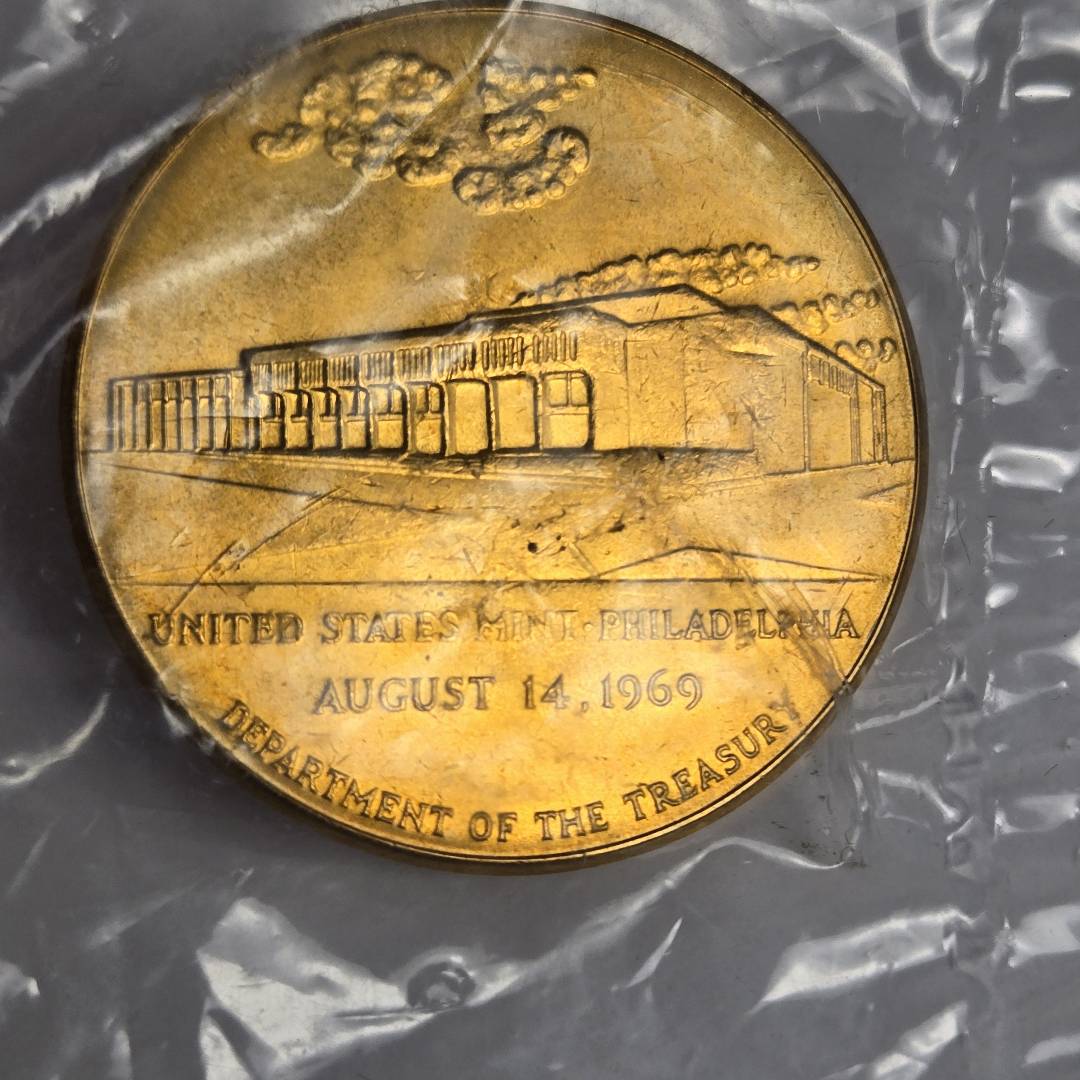 UNITED STATES MINT·PHILADELPHIA
AUGUST 14, 1969
DEPARTMENT OF THE TREASURY